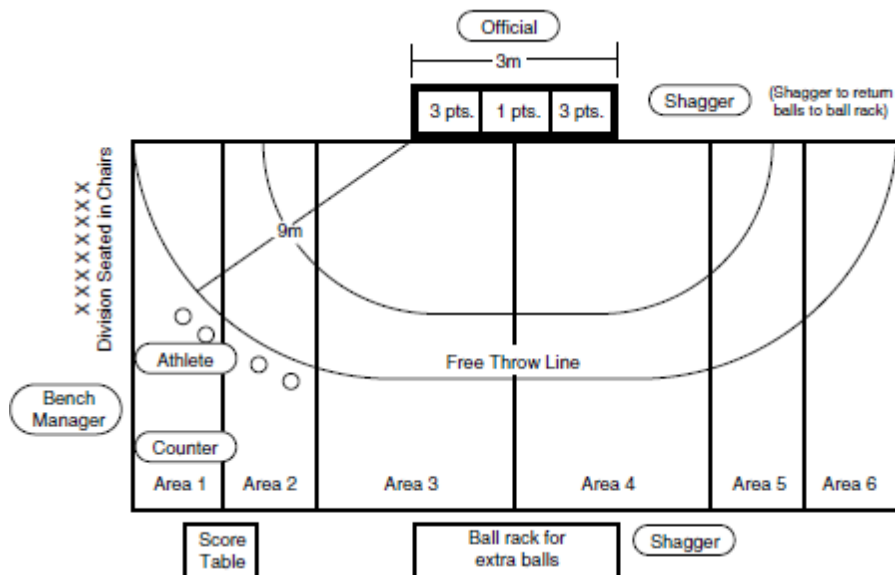 Official
3m
3 pts. 1 pts. 3 pts.
Shagger
(Shagger to return
balls to ball rack)
X X X X X X X X
Division Seated in Chairs
9m
Athlete
Free Throw Line
Bench
Manager
Counter
Area 1 Area 2 Area 3 Area 4 Area 5 Area 6
Score
Table
Ball rack for
extra balls
Shagger